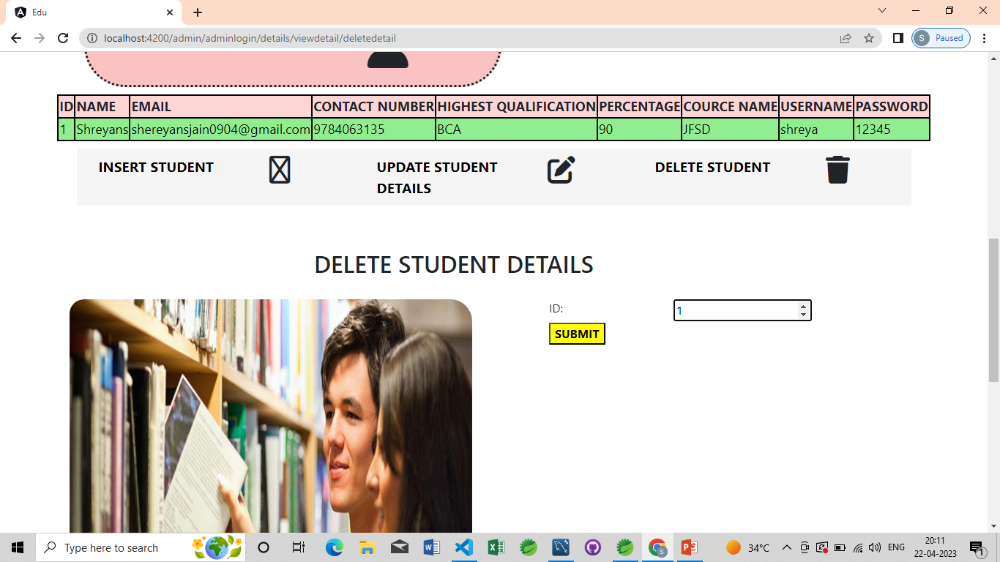 Edu
localhost:4200/admin/adminlogin/details/viewdetail/deletedetail
S Paused
ID NAME EMAIL CONTACT NUMBER HIGHEST QUALIFICATION PERCENTAGE COURCE NAME USERNAME PASSWORD
1 Shreyans shereyansjain0904@gmail.com 9784063135 BCA 90 JFSD shreya 12345
INSERT STUDENT UPDATE STUDENT DELETE STUDENT
DETAILS
DELETE STUDENT DETAILS
ID: 1
SUBMIT
Type here to search
34°C ENG 20:11
22-04-2023 1